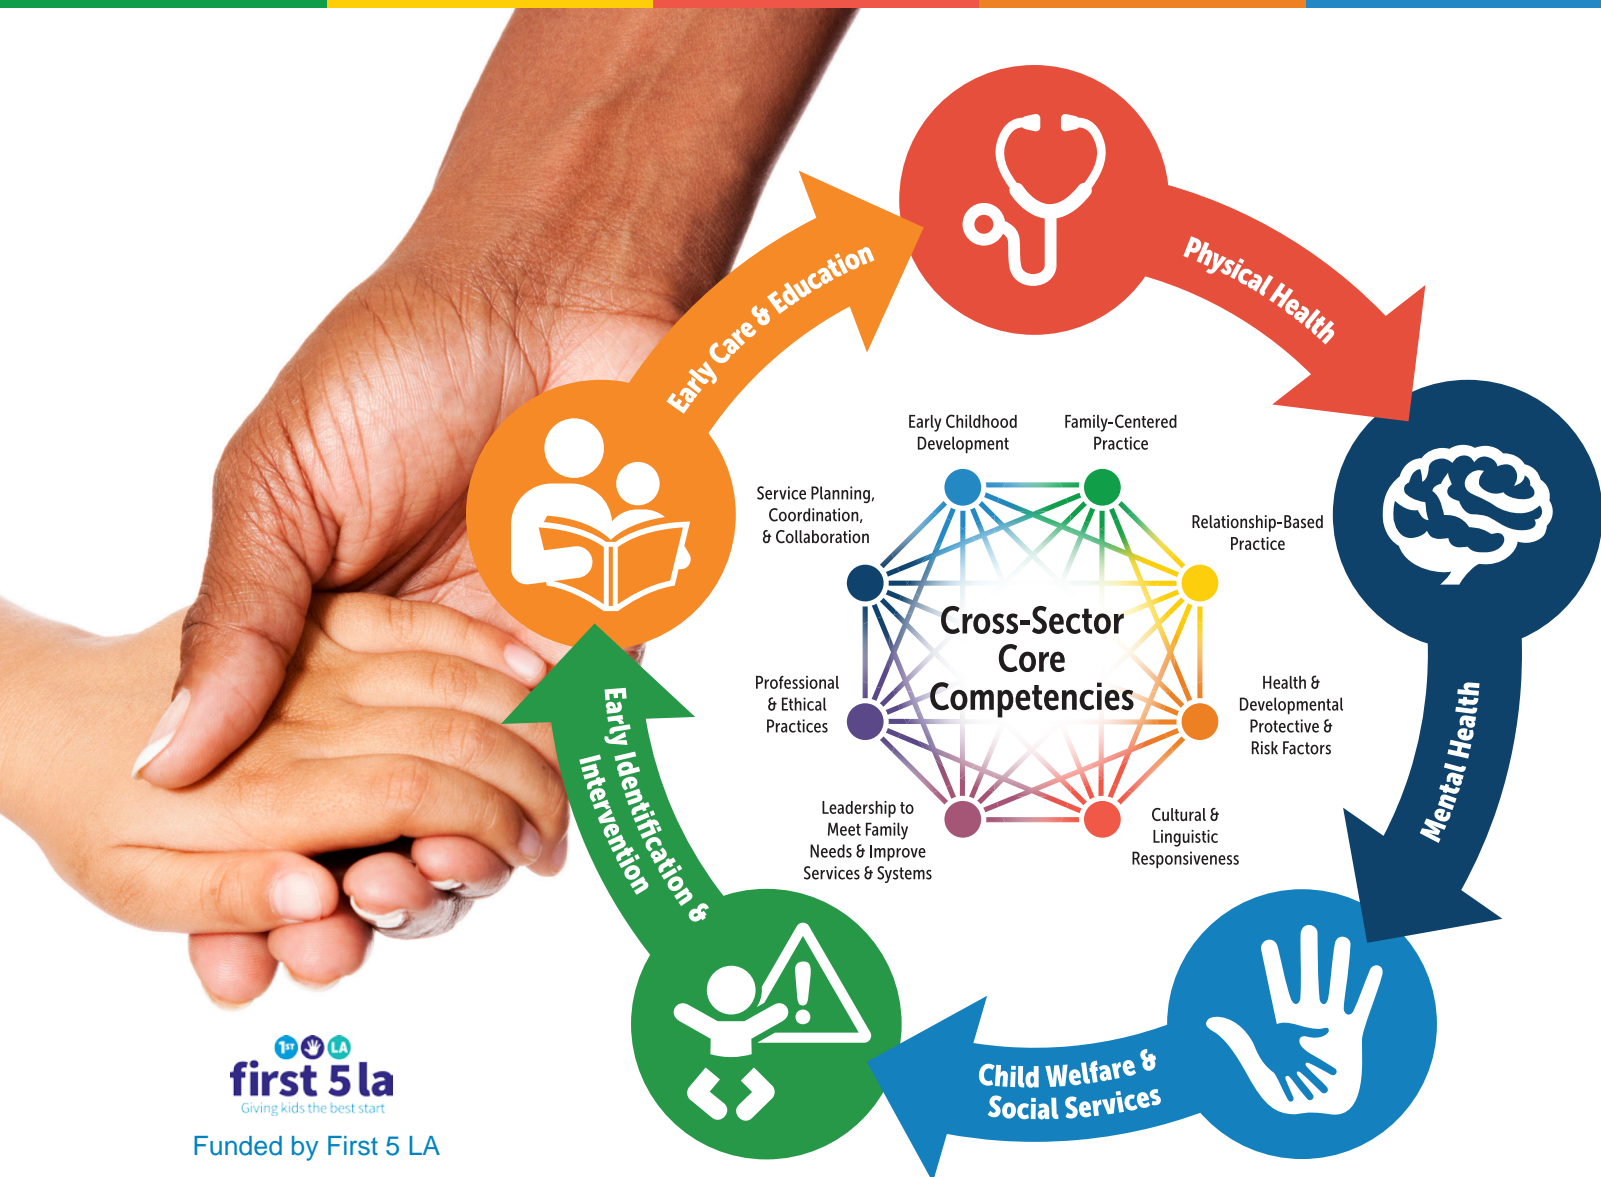 Early Care & Education
Physical Health
Mental Health
Child Welfare &
Social Services
Early Identification &
Intervention
Early Childhood
Development
Family-Centered
Practice
Relationship-Based
Practice
Health &
Developmental
Protective &
Risk Factors
Cultural &
Linguistic
Responsiveness
Leadership to
Meet Family
Needs & Improve
Services & Systems
Professional
& Ethical
Practices
Service Planning,
Coordination,
& Collaboration
Cross-Sector
Core
Competencies
1ST LA
first 5 la
Giving kids the best start
Funded by First 5 LA